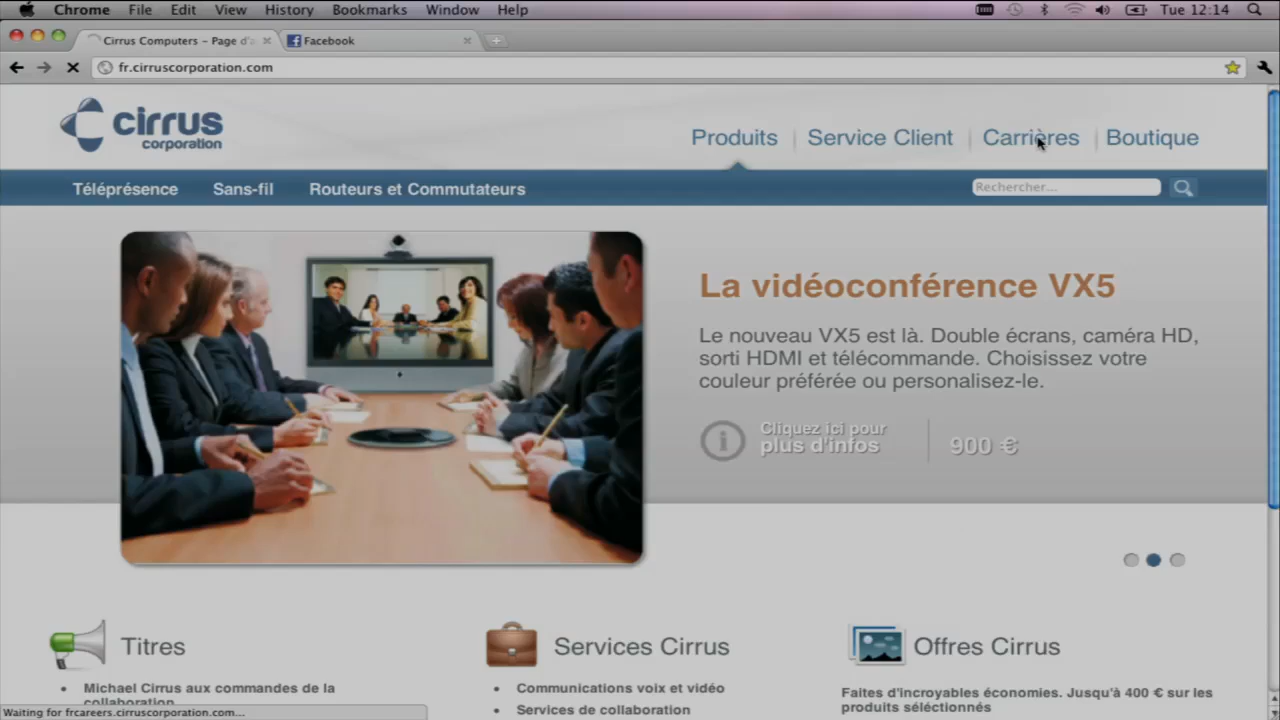 Chrome File Edit View History Bookmarks Window Help Tue 12:14
Cirrus Computers – Page d'a Facebook
fr.cirruscorporation.com
cirrus
corporation
Produits Service Client Carrières Boutique
Téléprésence Sans-fil Routeurs et Commutateurs Rechercher...
La vidéoconférence VX5
Le nouveau VX5 est là. Double écrans, caméra HD,
sorti HDMI et télécommande. Choisissez votre
couleur préférée ou personalisez-le.
Cliquez ici pour
plus d'infos
900 €
Titres
Michael Cirrus aux commandes de la
collaboration
Services Cirrus
Communications voix et vidéo
Services de collaboration
Offres Cirrus
Faites d'incroyables économies. Jusqu'à 400 € sur les
produits séléctionnés
Waiting for frcareers.cirruscorporation.com...